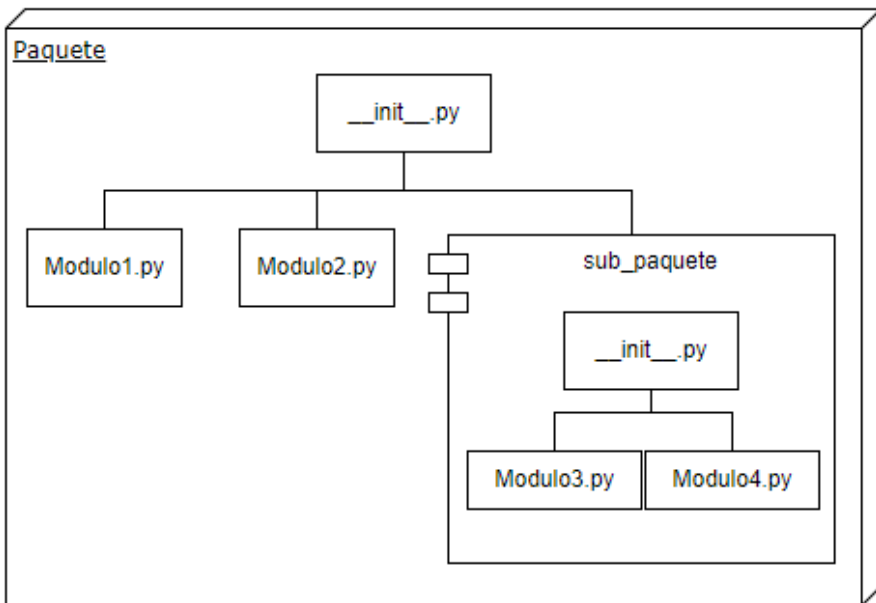 Paquete
__init__.py
Modulo1.py
Modulo2.py
sub_paquete
__init__.py
Modulo3.py
Modulo4.py